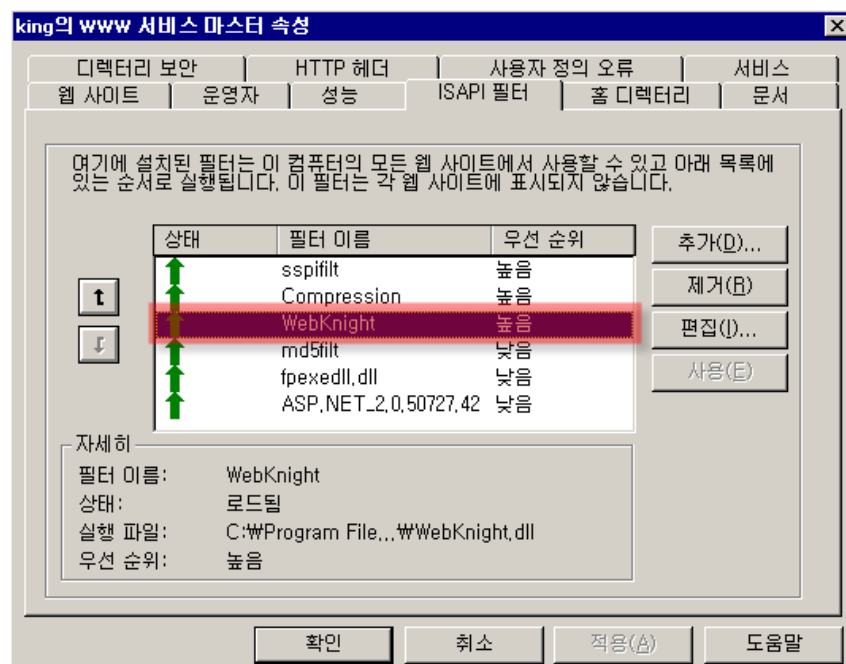 king의 WWW 서비스 마스터 속성
디렉터리 보안 HTTP 헤더 사용자 정의 오류 서비스
웹 사이트 운영자 성능 ISAPI 필터 홈 디렉터리 문서
여기에 설치된 필터는 이 컴퓨터의 모든 웹 사이트에서 사용할 수 있고 아래 목록에
있는 순서로 실행됩니다. 이 필터는 각 웹 사이트에 표시되지 않습니다.
상태 필터 이름 우선 순위
sspifilt 높음
Compression 높음
WebKnight 높음
md5filt 낮음
fpexedll.dll 낮음
ASP.NET_2.0.50727.42 낮음
추가(D)...
제거(R)
편집(I)...
사용(E)
자세히
필터 이름: WebKnight
상태: 로드됨
실행 파일: C:₩Program File...₩WebKnight.dll
우선 순위: 높음
확인 취소 적용(A) 도움말